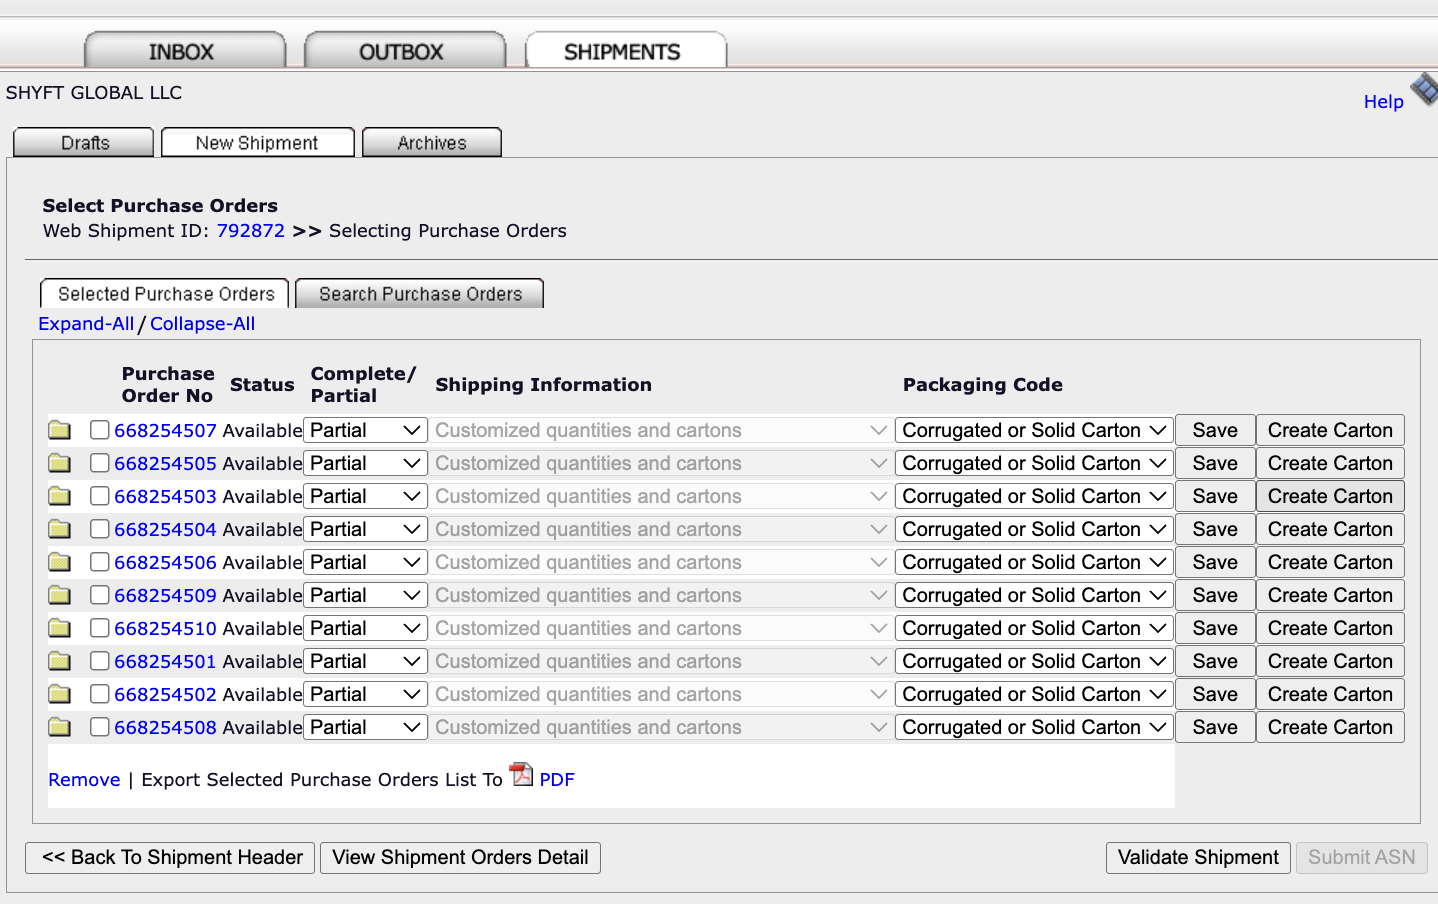 INBOX OUTBOX SHIPMENTS
SHYFT GLOBAL LLC
Help
Drafts New Shipment Archives
Select Purchase Orders
Web Shipment ID: 792872 >> Selecting Purchase Orders
Selected Purchase Orders Search Purchase Orders
Expand-All / Collapse-All
Purchase Order No Status Complete/ Partial Shipping Information Packaging Code
668254507 Available Partial Customized quantities and cartons Corrugated or Solid Carton Save Create Carton
668254505 Available Partial Customized quantities and cartons Corrugated or Solid Carton Save Create Carton
668254503 Available Partial Customized quantities and cartons Corrugated or Solid Carton Save Create Carton
668254504 Available Partial Customized quantities and cartons Corrugated or Solid Carton Save Create Carton
668254506 Available Partial Customized quantities and cartons Corrugated or Solid Carton Save Create Carton
668254509 Available Partial Customized quantities and cartons Corrugated or Solid Carton Save Create Carton
668254510 Available Partial Customized quantities and cartons Corrugated or Solid Carton Save Create Carton
668254501 Available Partial Customized quantities and cartons Corrugated or Solid Carton Save Create Carton
668254502 Available Partial Customized quantities and cartons Corrugated or Solid Carton Save Create Carton
668254508 Available Partial Customized quantities and cartons Corrugated or Solid Carton Save Create Carton
Remove | Export Selected Purchase Orders List To PDF
<< Back To Shipment Header View Shipment Orders Detail Validate Shipment Submit ASN